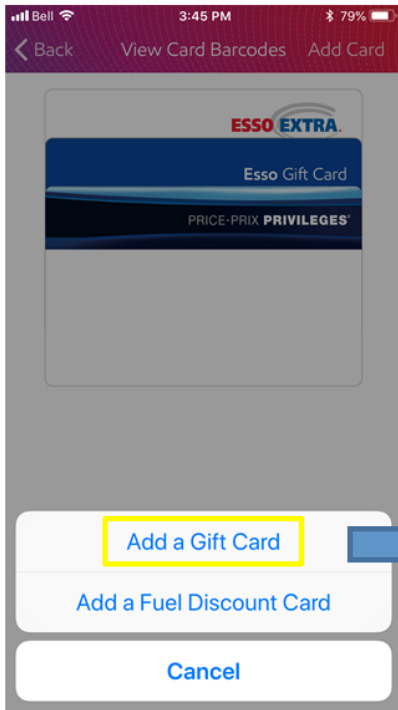 Bell 3:45 PM 79%
Back View Card Barcodes Add Card
ESSO EXTRA.
Esso Gift Card
PRICE·PRIX PRIVILEGES®
Add a Gift Card
Add a Fuel Discount Card
Cancel